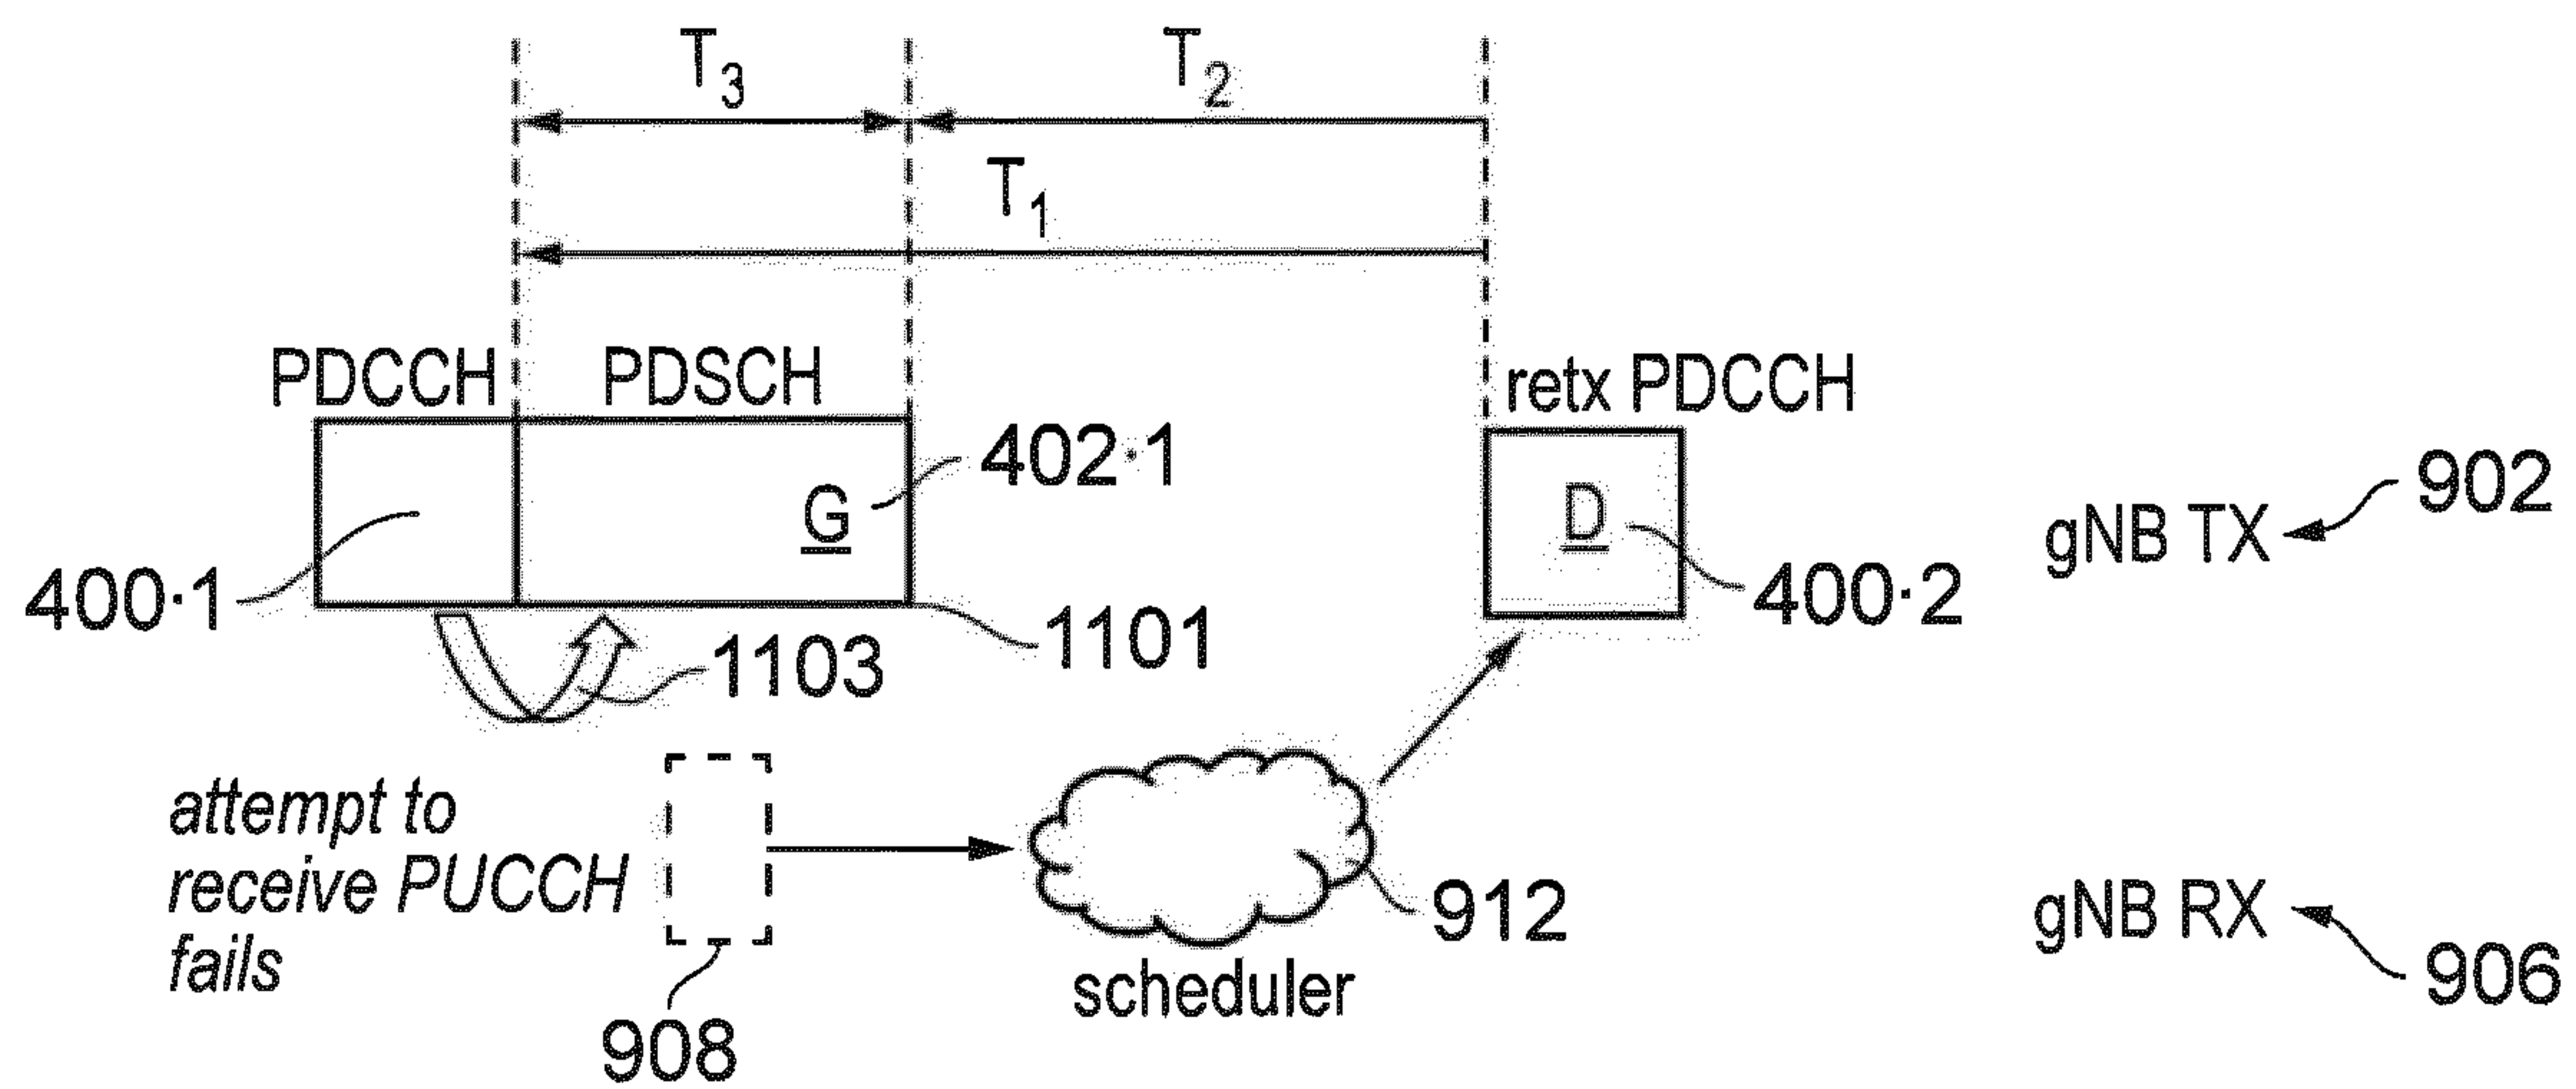 T3
T2
T1
PDCCH
PDSCH
retx PDCCH
402·1
G
D
902
gNB TX
400·1
400·2
1101
1103
attempt to
receive PUCCH
fails
912
gNB RX
scheduler
906
908